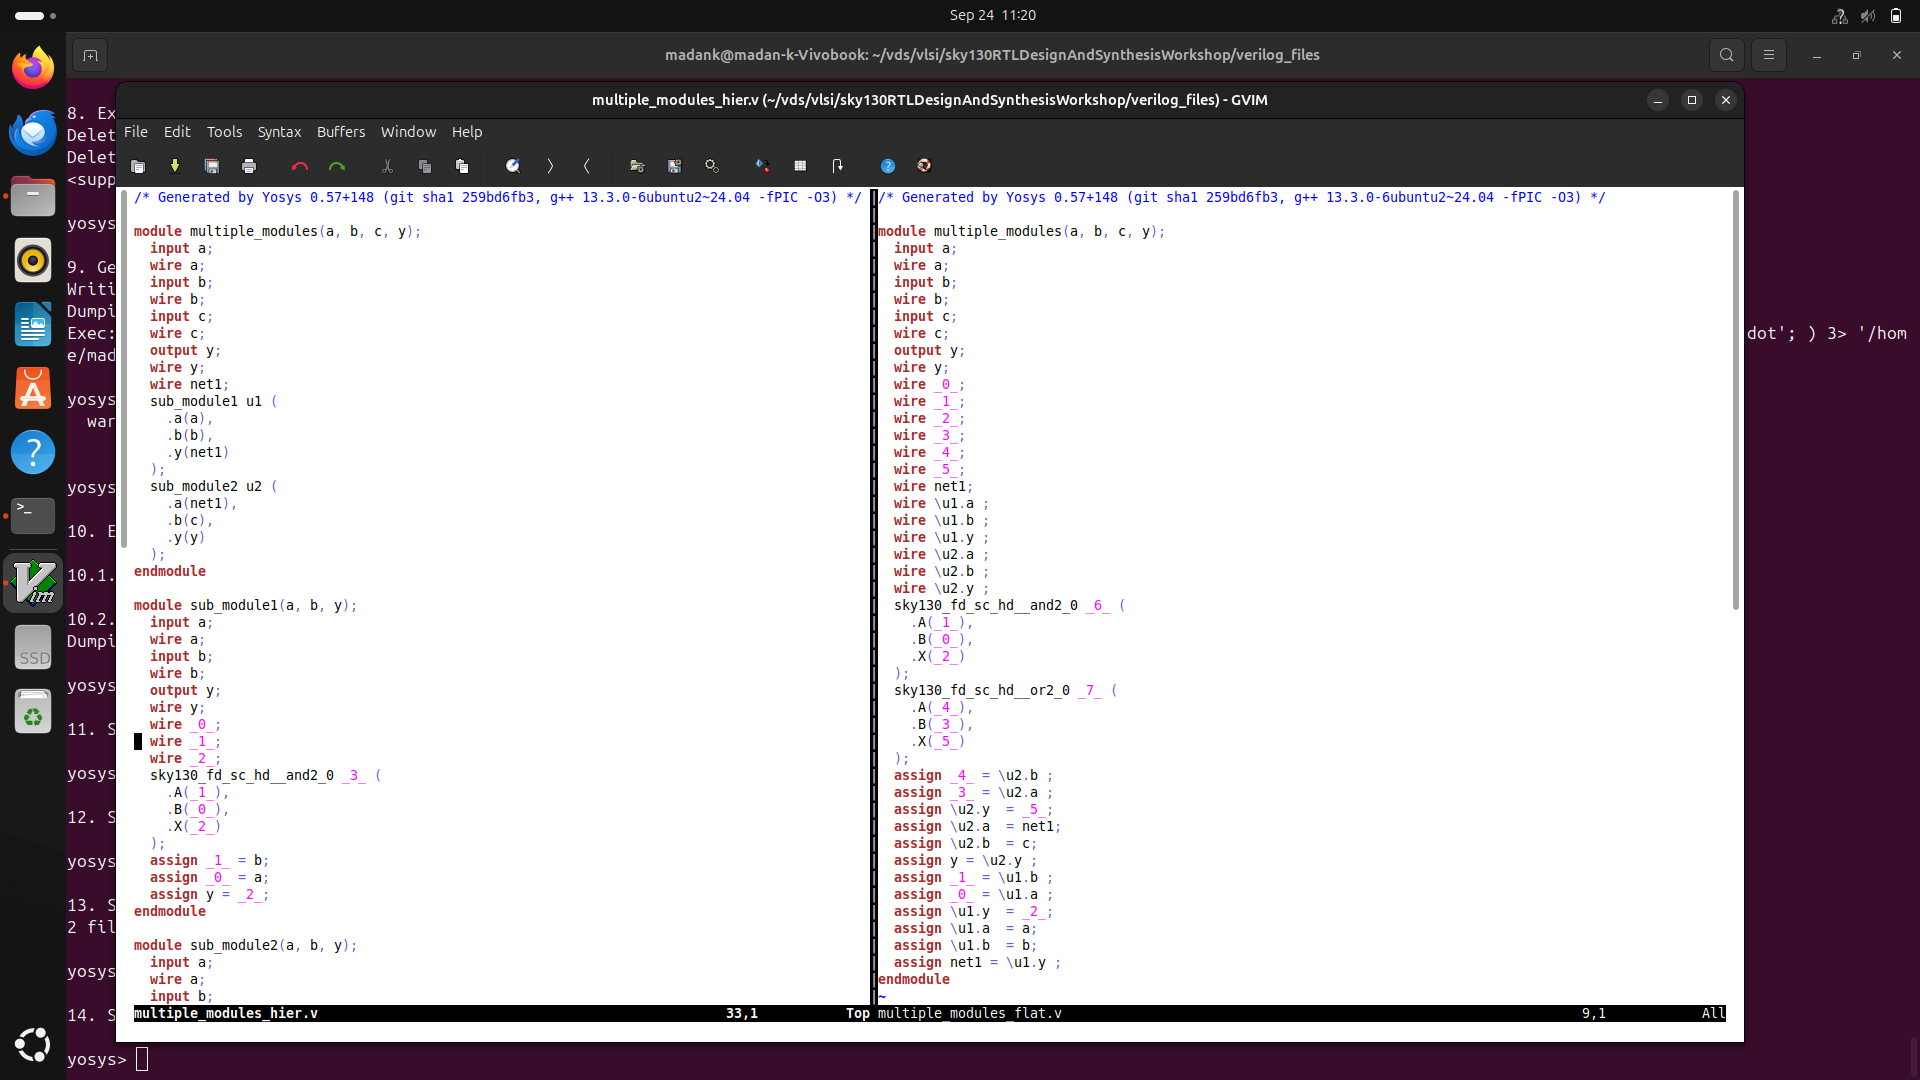 Sep 24 11:20
madank@madan-k-Vivobook: ~/vds/vlsi/sky130RTLDesignAndSynthesisWorkshop/verilog_files
multiple_modules_hier.v (~/vds/vlsi/sky130RTLDesignAndSynthesisWorkshop/verilog_files) - GVIM
File Edit Tools Syntax Buffers Window Help
/* Generated by Yosys 0.57+148 (git sha1 259bd6fb3, g++ 13.3.0-6ubuntu2~24.04 -fPIC -O3) */
module multiple_modules(a, b, c, y);
input a;
wire a;
input b;
wire b;
input c;
wire c;
output y;
wire y;
wire net1;
sub_module1 u1 (
.a(a),
.b(b),
.y(net1)
);
sub_module2 u2 (
.a(net1),
.b(c),
.y(y)
);
endmodule
module sub_module1(a, b, y);
input a;
wire a;
input b;
wire b;
output y;
wire y;
wire _0_;
wire _1_;
wire _2_;
sky130_fd_sc_hd__and2_0 _3_ (
.A(_1_),
.B(_0_),
.X(_2_)
);
assign _1_ = b;
assign _0_ = a;
assign y = _2_;
endmodule
module sub_module2(a, b, y);
input a;
wire a;
input b;
multiple_modules_hier.v 33,1 Top
/* Generated by Yosys 0.57+148 (git sha1 259bd6fb3, g++ 13.3.0-6ubuntu2~24.04 -fPIC -O3) */
module multiple_modules(a, b, c, y);
input a;
wire a;
input b;
wire b;
input c;
wire c;
output y;
wire y;
wire _0_;
wire _1_;
wire _2_;
wire _3_;
wire _4_;
wire _5_;
wire net1;
wire \u1.a ;
wire \u1.b ;
wire \u1.y ;
wire \u2.a ;
wire \u2.b ;
wire \u2.y ;
sky130_fd_sc_hd__and2_0 _6_ (
.A(_1_),
.B(_0_),
.X(_2_)
);
sky130_fd_sc_hd__or2_0 _7_ (
.A(_4_),
.B(_3_),
.X(_5_)
);
assign _4_ = \u2.b ;
assign _3_ = \u2.a ;
assign \u2.y  = _5_;
assign \u2.a  = net1;
assign \u2.b  = c;
assign y = \u2.y ;
assign _1_ = \u1.b ;
assign _0_ = \u1.a ;
assign \u1.y  = _2_;
assign \u1.a  = a;
assign \u1.b  = b;
assign net1 = \u1.y ;
endmodule
~
multiple_modules_flat.v 9,1 All
8. Ex
Delet
Delet
<supp
yosys
9. Ge
Writi
Dumpi
Exec: dot'; ) 3> '/hom
e/mad
yosys
war
yosys
10. E
10.1.
10.2.
Dumpi
yosys
11. S
yosys
12. S
yosys
13. S
2 fil
yosys
14. S
yosys>
SSD